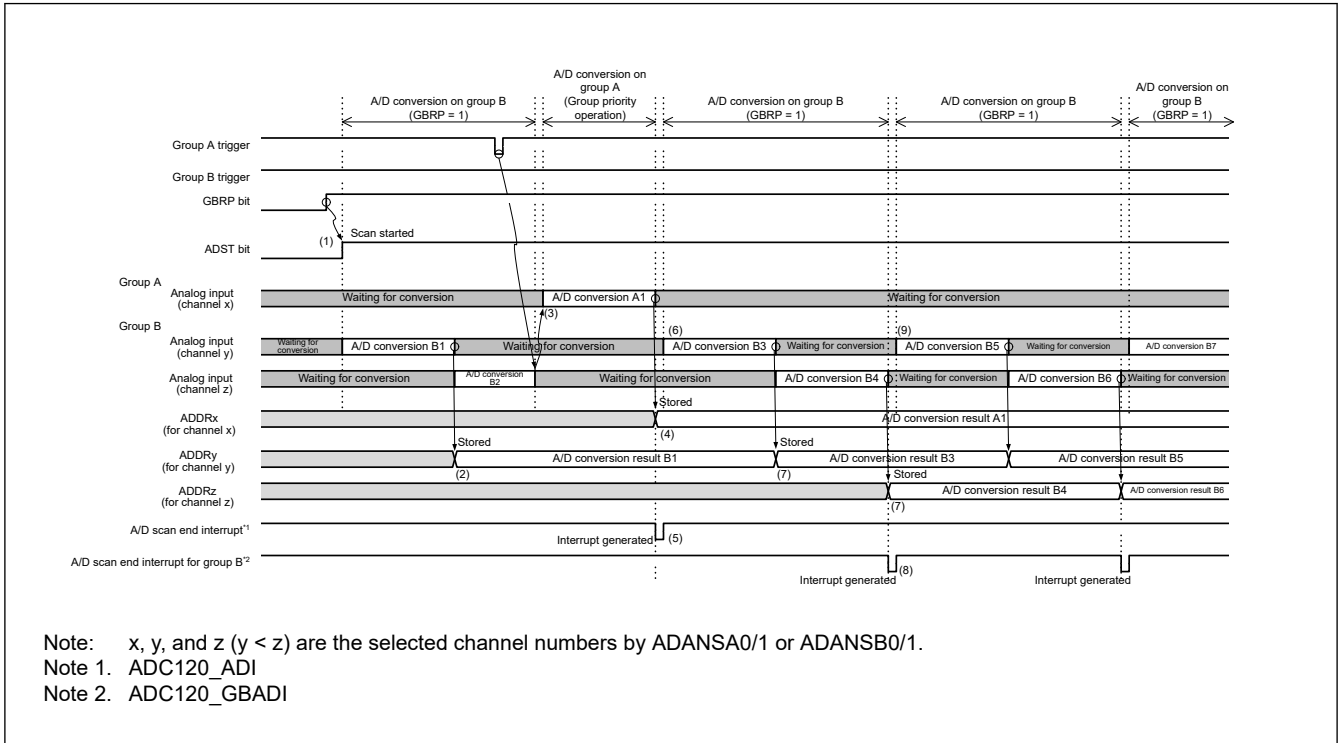 A/D conversion on
group A
(Group priority
operation)
A/D conversion on group B
(GBRP = 1)
A/D conversion on group B
(GBRP = 1)
A/D conversion on group B
(GBRP = 1)
A/D conversion on
group B
(GBRP = 1)
Group A trigger
Group B trigger
GBRP bit
(1)
Scan started
ADST bit
Group A
Analog input
(channel x)
Waiting for conversion
A/D conversion A1
Waiting for conversion
(3)
Group B
(6)
(9)
Analog input
(channel y)
Waiting for
conversion
A/D conversion B1
Waiting for conversion
A/D conversion B3
Waiting for conversion
A/D conversion B5
Waiting for conversion
A/D conversion B7
Analog input
(channel z)
Waiting for conversion
A/D conversion
B2
Waiting for conversion
A/D conversion B4
Waiting for conversion
A/D conversion B6
Waiting for conversion
Stored
ADDRx
(for channel x)
A/D conversion result A1
(4)
Stored
Stored
ADDRy
(for channel y)
A/D conversion result B1
A/D conversion result B3
A/D conversion result B5
(2)
(7)
Stored
ADDRz
(for channel z)
A/D conversion result B4
A/D conversion result B6
(7)
A/D scan end interrupt*1
Interrupt generated
(5)
A/D scan end interrupt for group B*2
Interrupt generated
(8)
Interrupt generated
Note: x, y, and z (y < z) are the selected channel numbers by ADANSA0/1 or ADANSB0/1.
Note 1. ADC120_ADI
Note 2. ADC120_GBADI